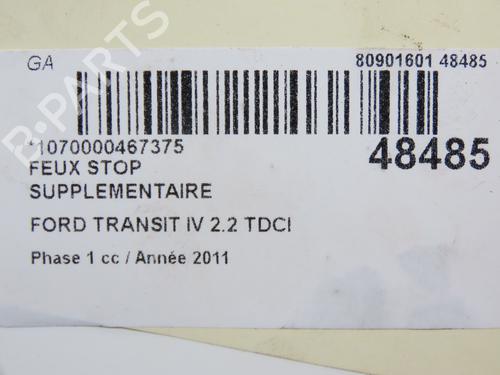 GA
80901601 48485
*1070000467375
48485
FEUX STOP
SUPPLEMENTAIRE
FORD TRANSIT IV 2.2 TDCI
Phase 1 cc / Année 2011
B-PARTS